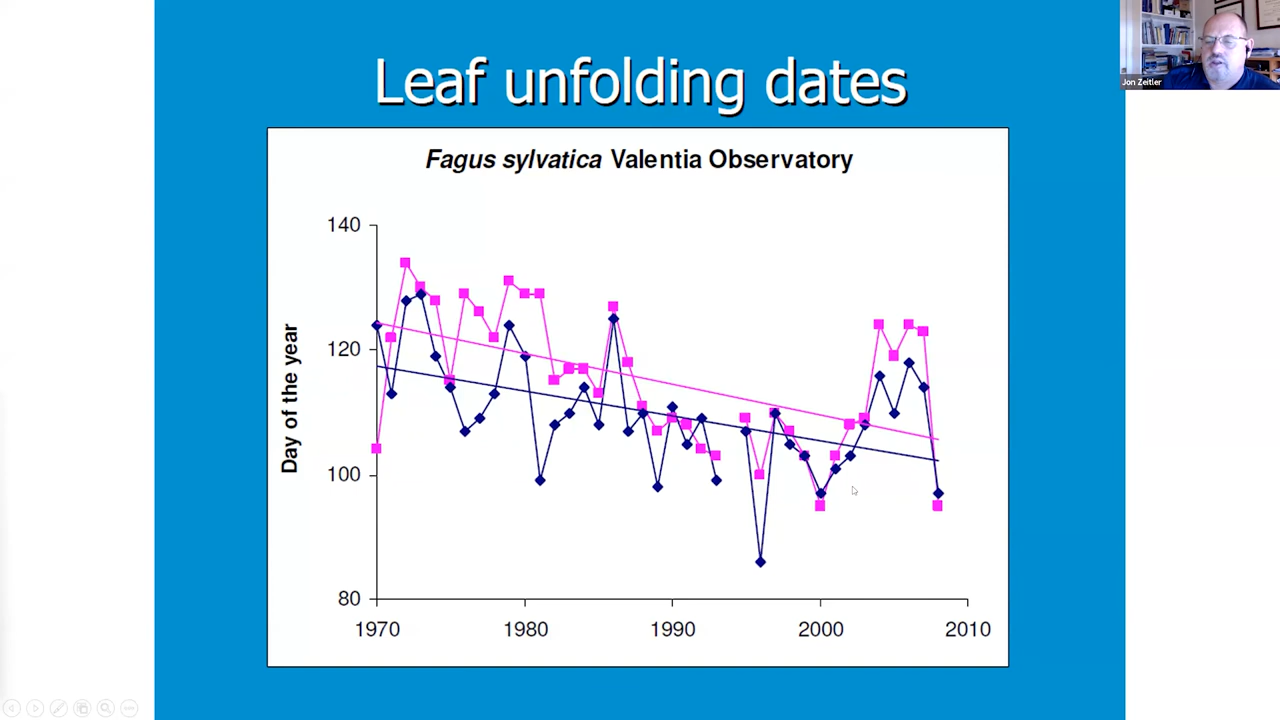 Leaf unfolding dates
Jon Zeitler
Fagus sylvatica Valentia Observatory
Day of the year
140
120
100
80
1970 1980 1990 2000 2010